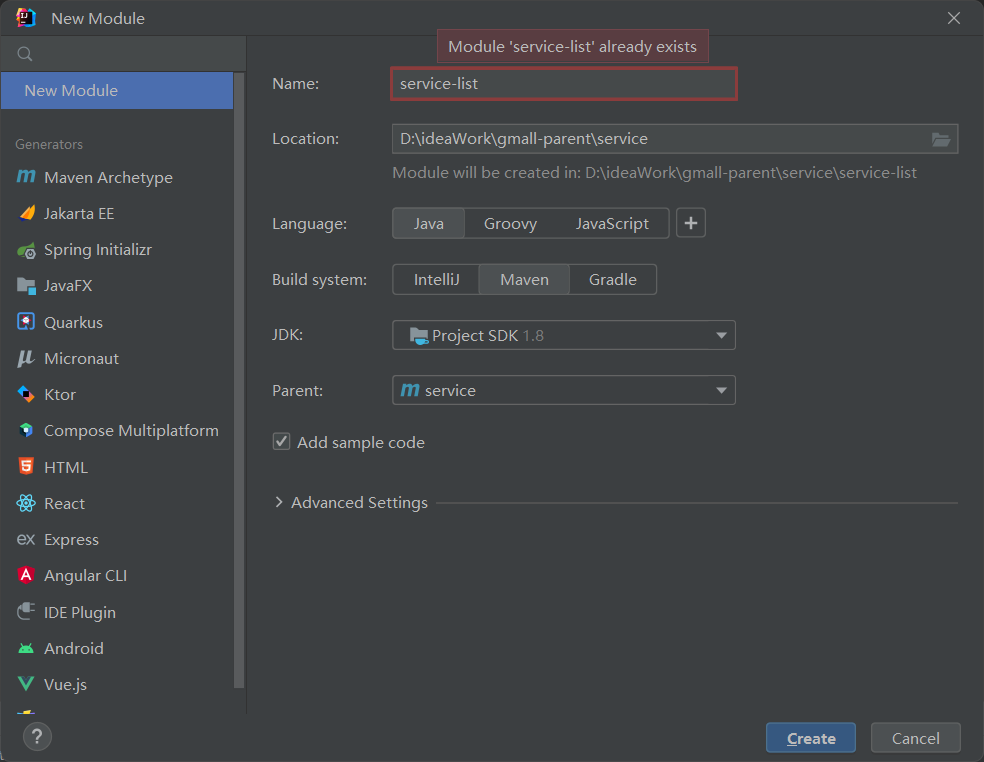 New Module
Module 'service-list' already exists
New Module
Name:
service-list
Location:
D:\ideaWork\gmall-parent\service
Module will be created in: D:\ideaWork\gmall-parent\service\service-list
Generators
Maven Archetype
Jakarta EE
Spring Initializr
JavaFX
Quarkus
Micronaut
Ktor
Compose Multiplatform
HTML
React
Express
Angular CLI
IDE Plugin
Android
Vue.js
Language:
Java Groovy JavaScript +
Build system:
IntelliJ Maven Gradle
JDK:
Project SDK 1.8
Parent:
service
Add sample code
Advanced Settings
?
Create Cancel